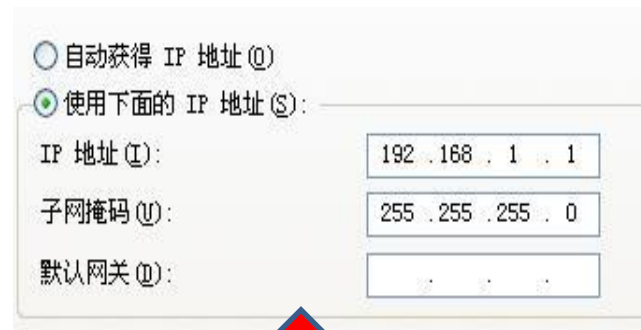 自动获得 IP 地址(O)
使用下面的 IP 地址(S):
IP 地址(I):
192 .168 . 1 . 1
子网掩码(U):
255 .255 .255 . 0
默认网关(D):
. . .